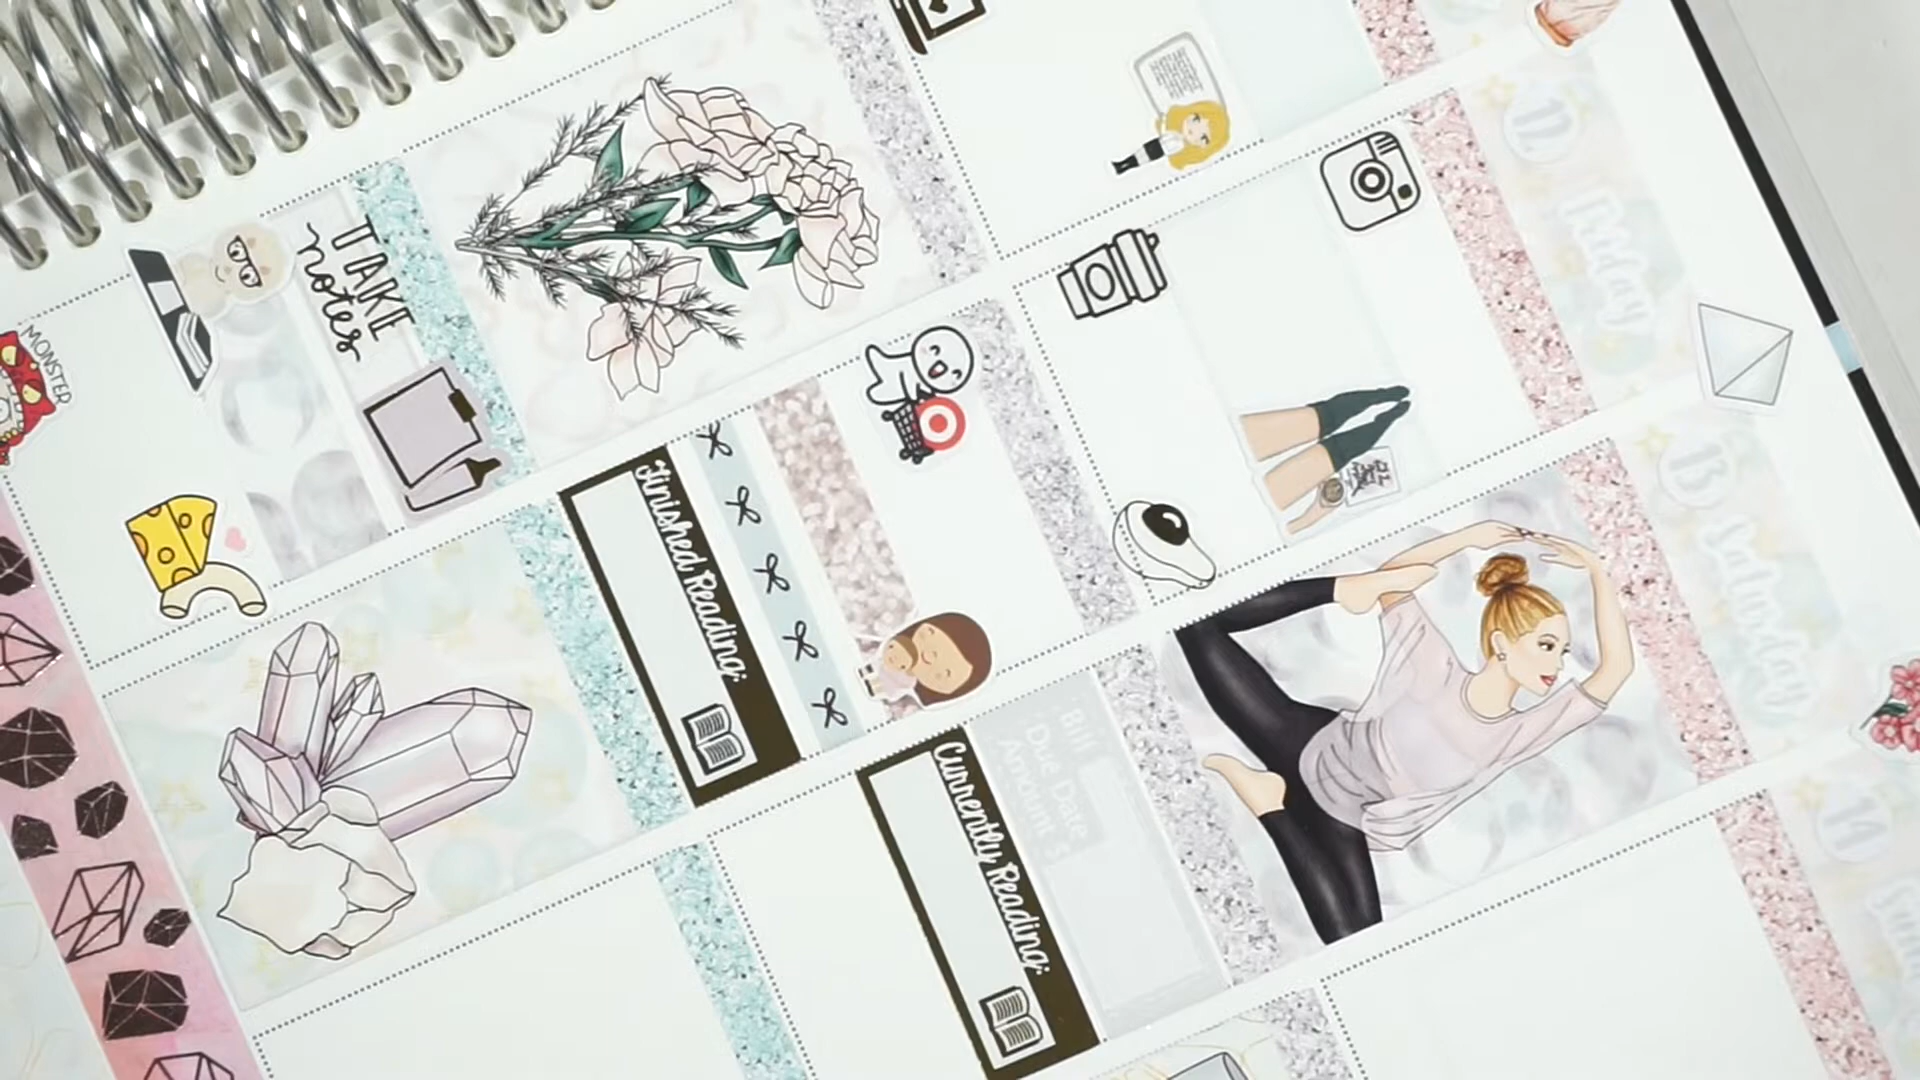 MONSTER
TAKE
notes
12
Friday
Finished Reading:
13
Saturday
Currently Reading:
Bill:
Due Date
Amount $
14